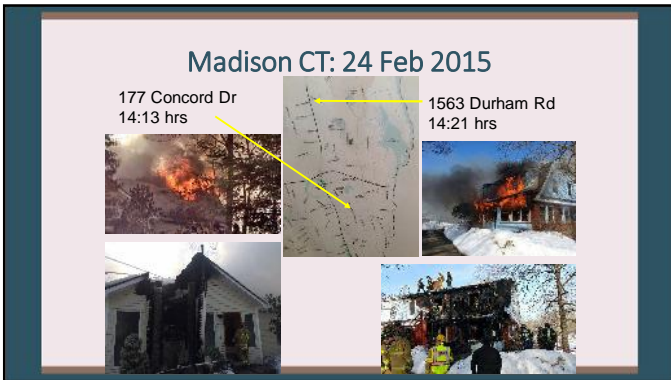 Madison CT: 24 Feb 2015
177 Concord Dr
14:13 hrs
1563 Durham Rd
14:21 hrs